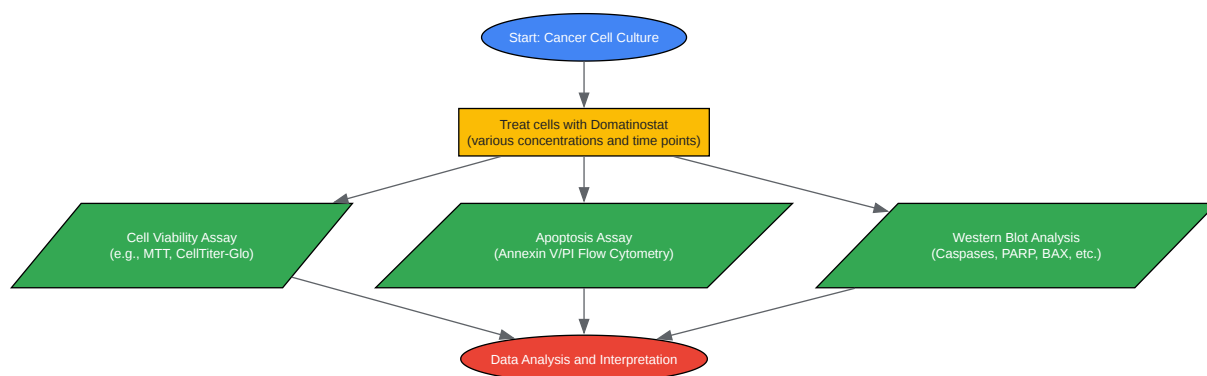 Start: Cancer Cell Culture
Treat cells with Domatinostat
(various concentrations and time points)
Cell Viability Assay
(e.g., MTT, CellTiter-Glo)
Apoptosis Assay
(Annexin V/PI Flow Cytometry)
Western Blot Analysis
(Caspases, PARP, BAX, etc.)
Data Analysis and Interpretation